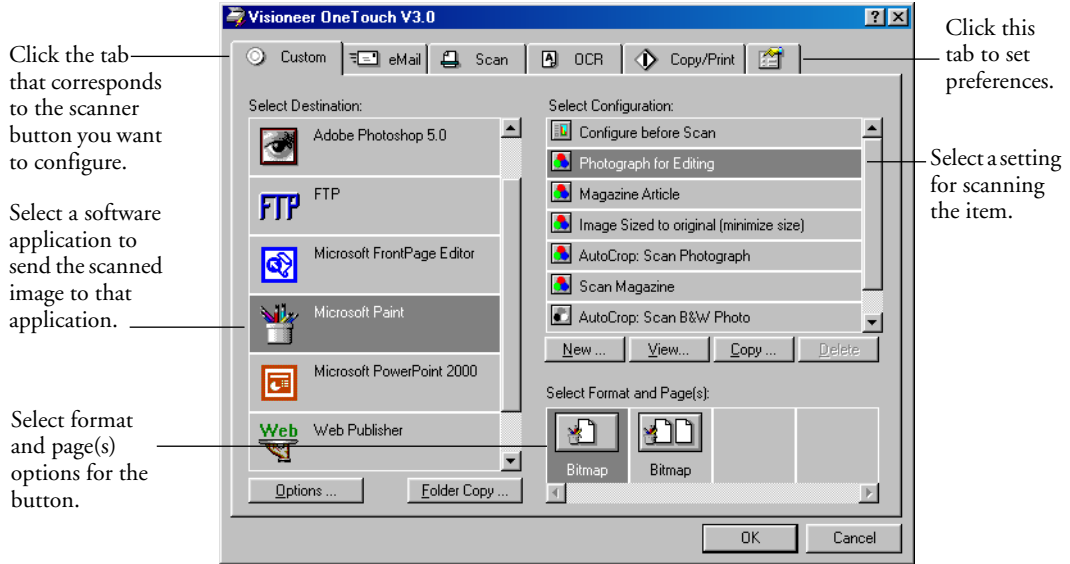 Visioneer OneTouch V3.0
Custom
eMail
Scan
OCR
Copy/Print
Click the tab
that corresponds
to the scanner
button you want
to configure.
Click this
tab to set
preferences.
Select Destination:
Adobe Photoshop 5.0
FTP
FTP
Microsoft FrontPage Editor
Microsoft Paint
Microsoft PowerPoint 2000
Web
Web Publisher
Options ...
Folder Copy ...
Select Configuration:
Configure before Scan
Photograph for Editing
Magazine Article
Image Sized to original (minimize size)
AutoCrop: Scan Photograph
Scan Magazine
AutoCrop: Scan B&W Photo
New ...
View...
Copy ...
Delete
Select a setting
for scanning
the item.
Select a software
application to
send the scanned
image to that
application.
Select Format and Page(s):
Bitmap
Bitmap
Select format
and page(s)
options for the
button.
OK
Cancel